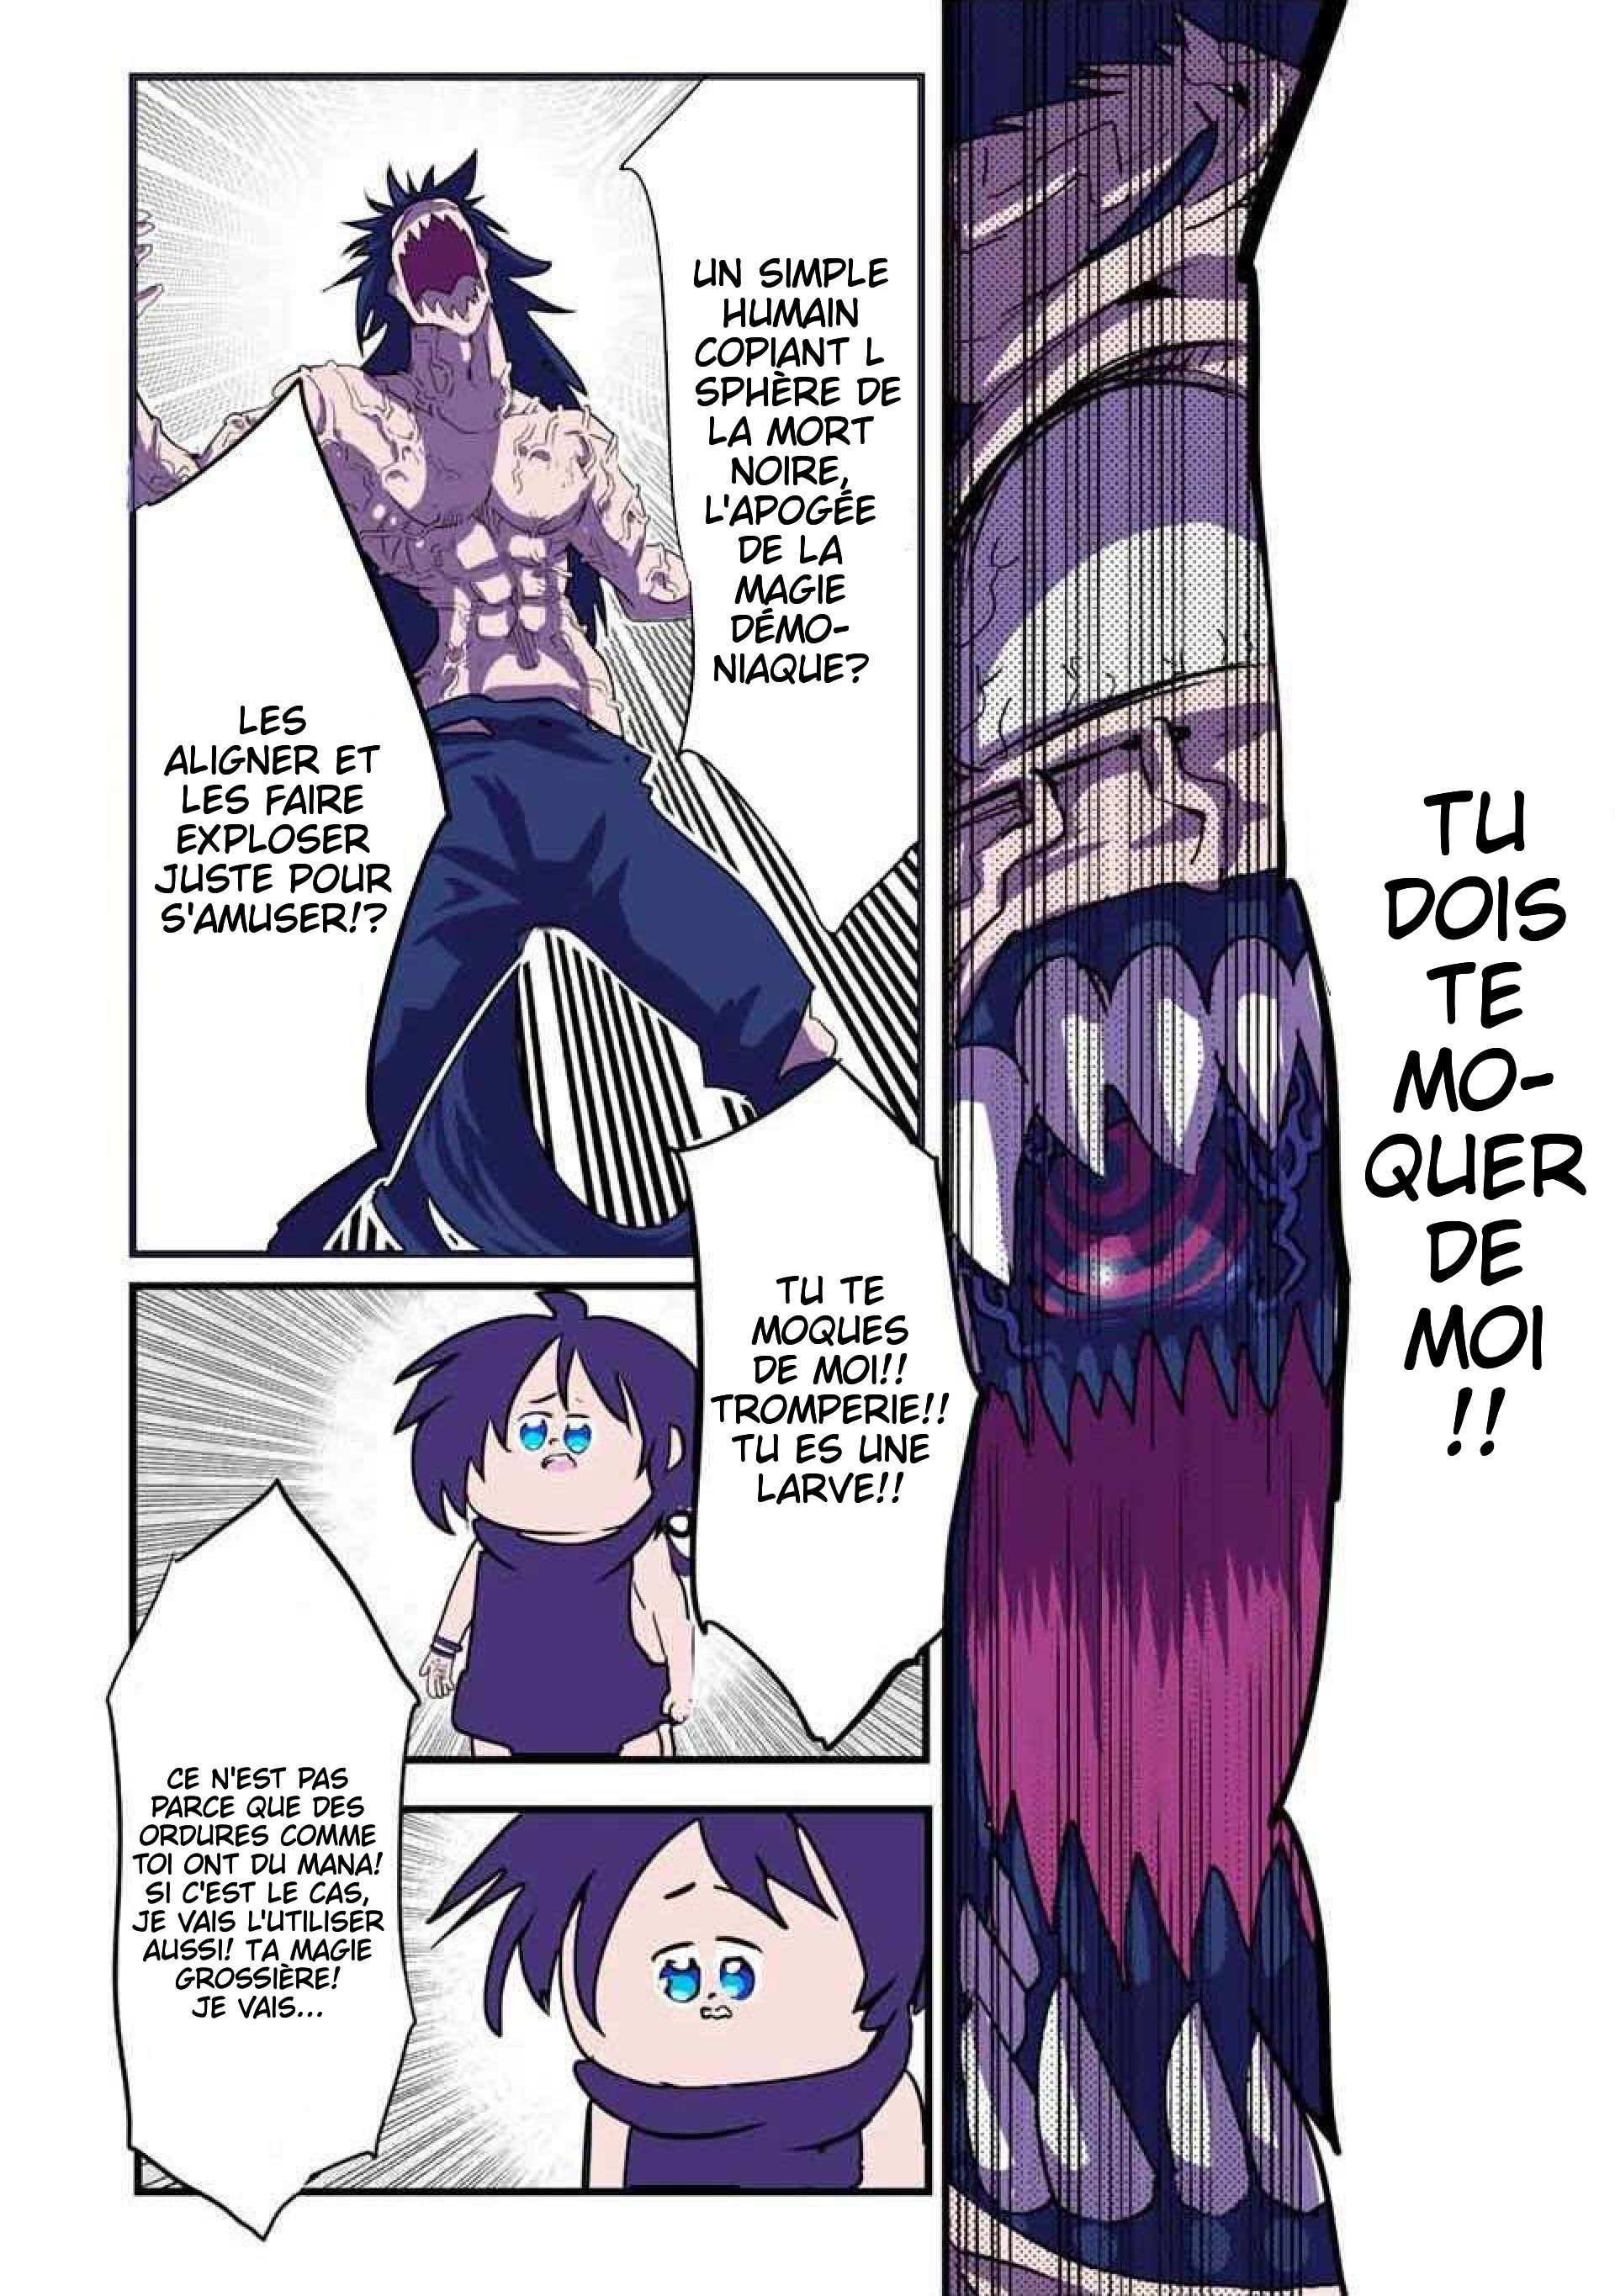 TU
DOIS
TE
MO-
QUER
DE
MOI
!!
UN SIMPLE
HUMAIN
COPIANT L
SPHÈRE DE
LA MORT
NOIRE,
L'APOGÉE
DE LA
MAGIE
DÉMO-
NIAQUE?
LES
ALIGNER ET
LES FAIRE
EXPLOSER
JUSTE POUR
S'AMUSER!?
TU TE
MOQUES
DE MOI!!
TROMPERIE!!
TU ES UNE
LARVE!!
CE N'EST PAS
PARCE QUE DES
ORDURES COMME
TOI ONT DU MANA!
SI C'EST LE CAS,
JE VAIS L'UTILISER
AUSSI! TA MAGIE
GROSSIÈRE!
JE VAIS...